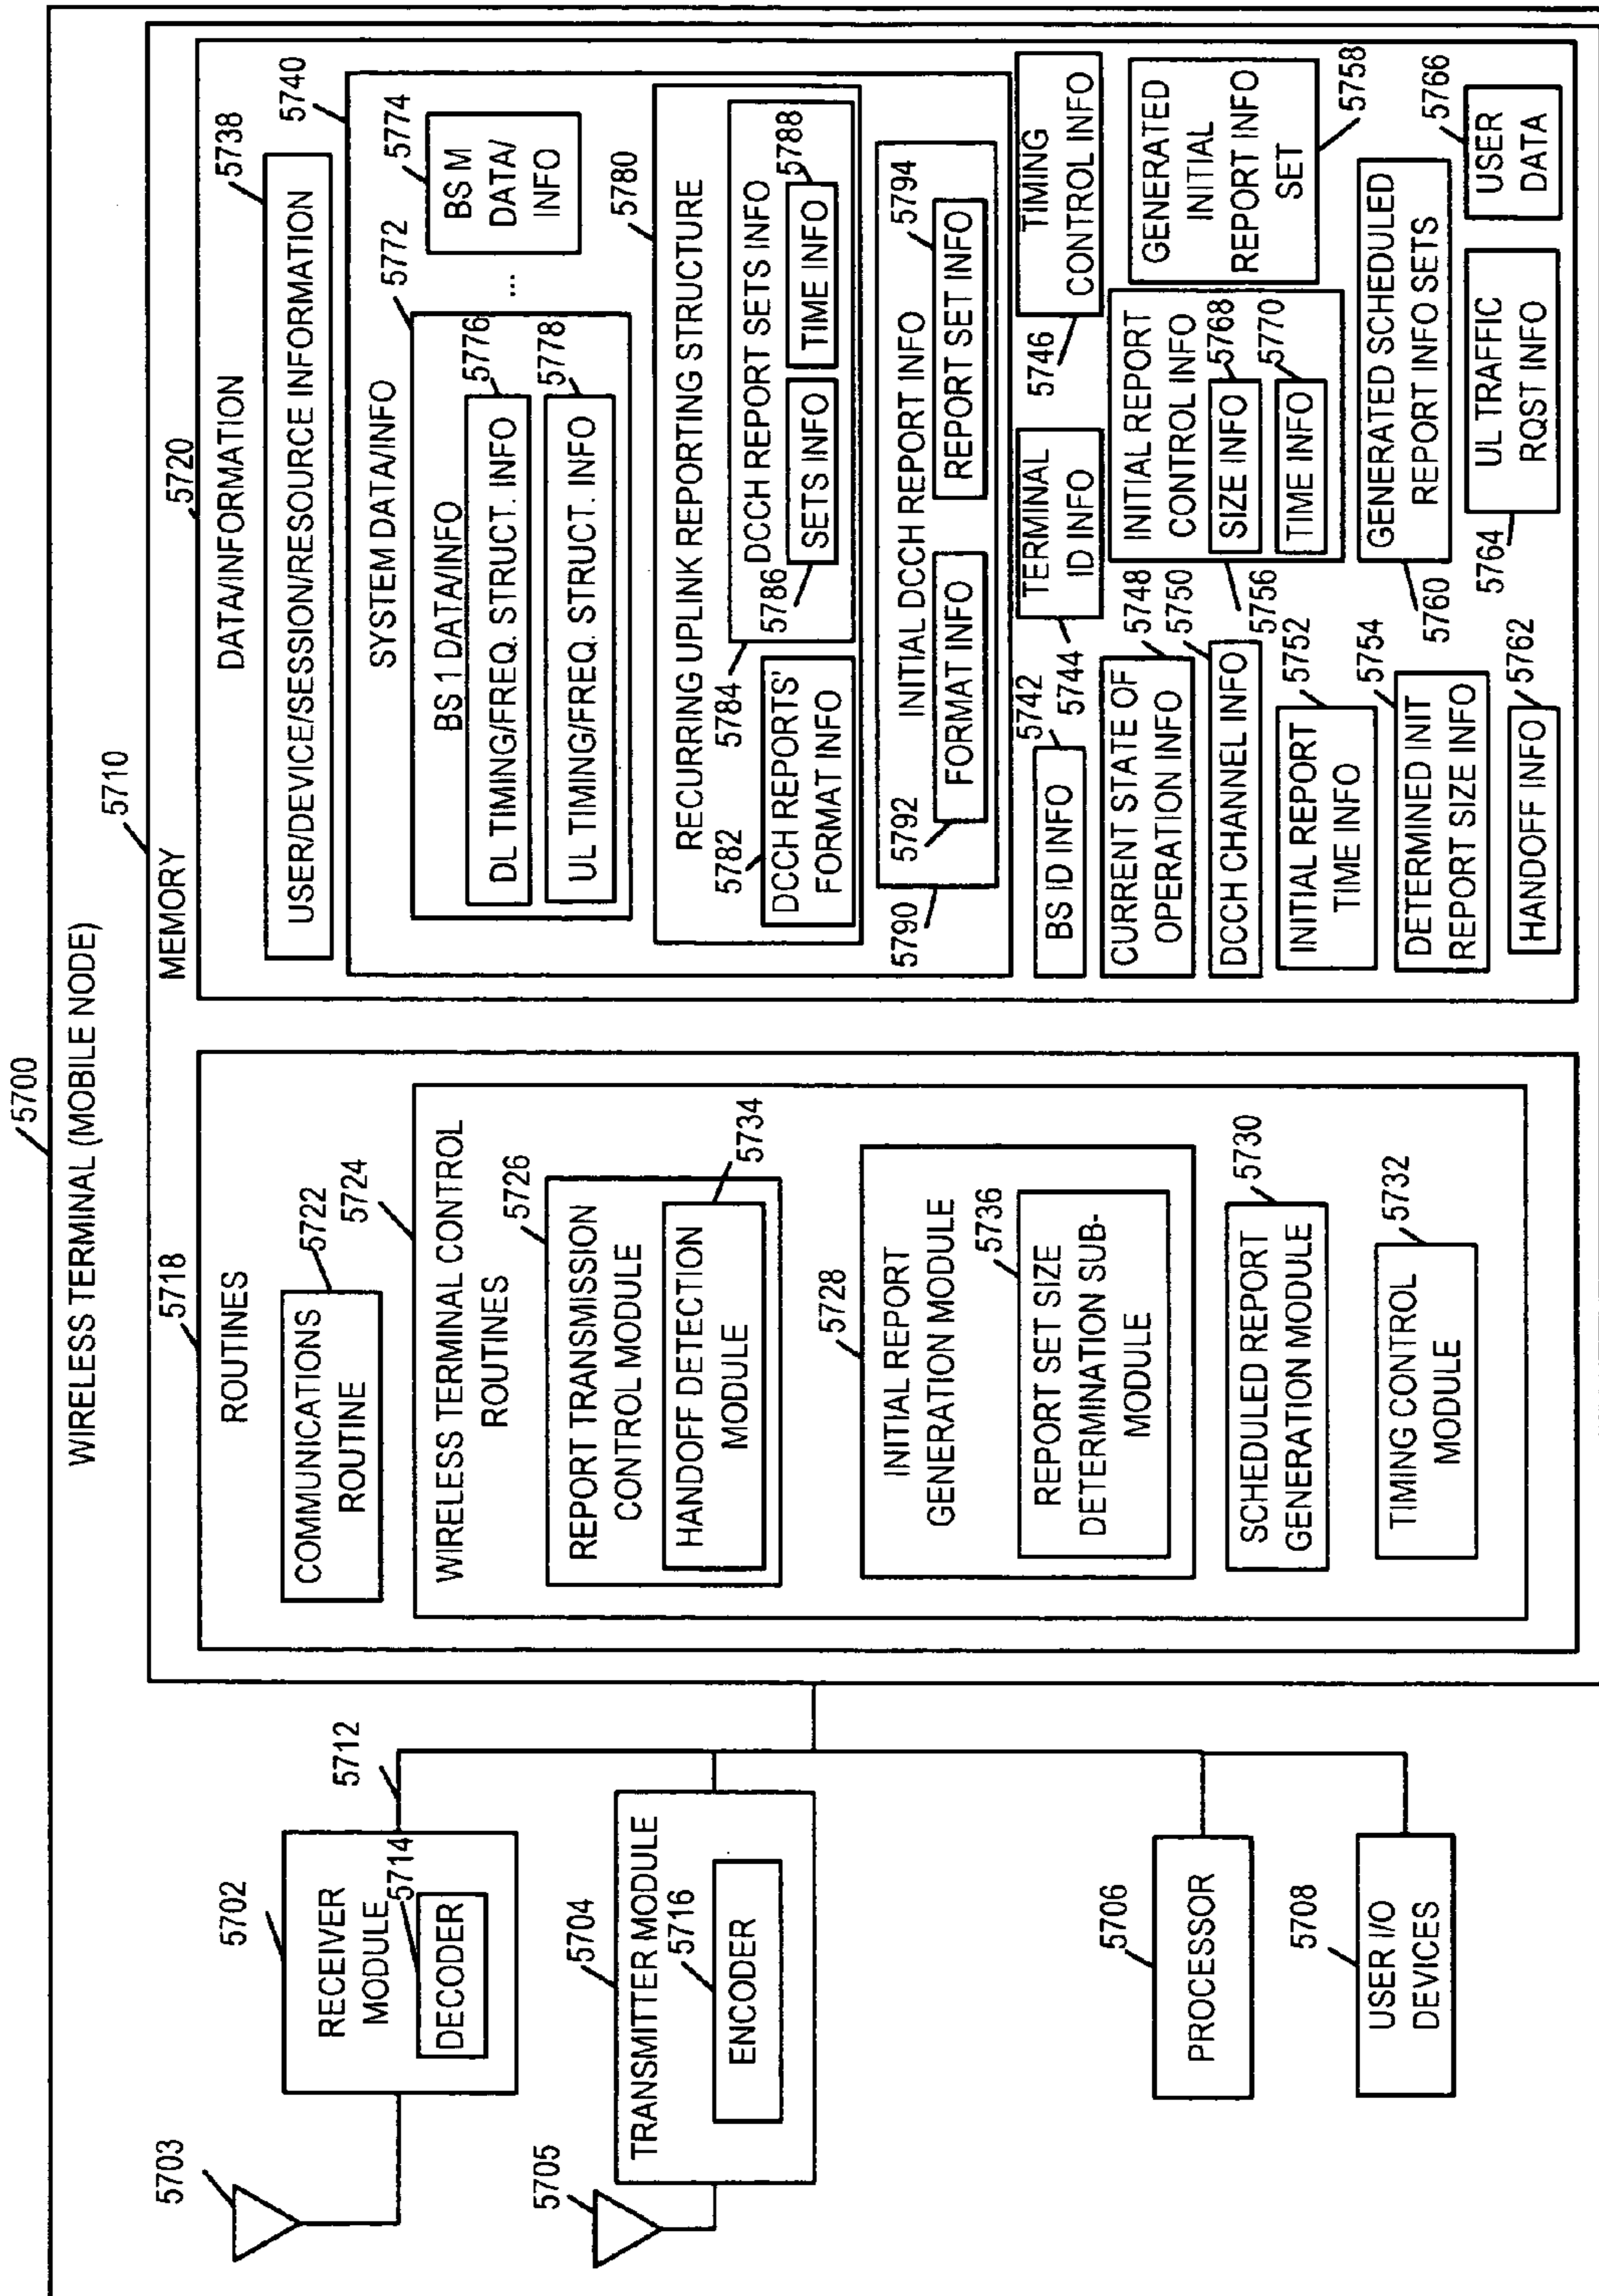 5700
WIRELESS TERMINAL (MOBILE NODE)
5703
5702
RECEIVER
MODULE
5714
DECODER
5712
5705
5704
TRANSMITTER MODULE
5716
ENCODER
5706
PROCESSOR
5708
USER I/O
DEVICES
5710
MEMORY
5718
ROUTINES
COMMUNICATIONS
ROUTINE
5722
5724
WIRELESS TERMINAL CONTROL
ROUTINES
5726
REPORT TRANSMISSION
CONTROL MODULE
5734
HANDOFF DETECTION
MODULE
5728
INITIAL REPORT
GENERATION MODULE
5736
REPORT SET SIZE
DETERMINATION SUB-
MODULE
5730
SCHEDULED REPORT
GENERATION MODULE
5732
TIMING CONTROL
MODULE
5720
DATA/INFORMATION
5738
USER/DEVICE/SESSION/RESOURCE INFORMATION
5740
SYSTEM DATA/INFO
5772
BS 1 DATA/INFO
5776
DL TIMING/FREQ. STRUCT. INFO
5778
UL TIMING/FREQ. STRUCT. INFO
...
5774
BS M
DATA/
INFO
5780
RECURRING UPLINK REPORTING STRUCTURE
5782
DCCH REPORTS'
FORMAT INFO
5784
DCCH REPORT SETS INFO
5786
SETS INFO
5788
TIME INFO
5790
INITIAL DCCH REPORT INFO
5792
FORMAT INFO
5794
REPORT SET INFO
5742
BS ID INFO
5744
TERMINAL
ID INFO
5746
TIMING
CONTROL INFO
5748
CURRENT STATE OF
OPERATION INFO
5750
DCCH CHANNEL INFO
5756
INITIAL REPORT
CONTROL INFO
5768
SIZE INFO
5770
TIME INFO
GENERATED
INITIAL
REPORT INFO
SET
5758
5752
INITIAL REPORT
TIME INFO
5754
DETERMINED INIT
REPORT SIZE INFO
5760
GENERATED SCHEDULED
REPORT INFO SETS
5762
HANDOFF INFO
5764
UL TRAFFIC
RQST INFO
5766
USER
DATA